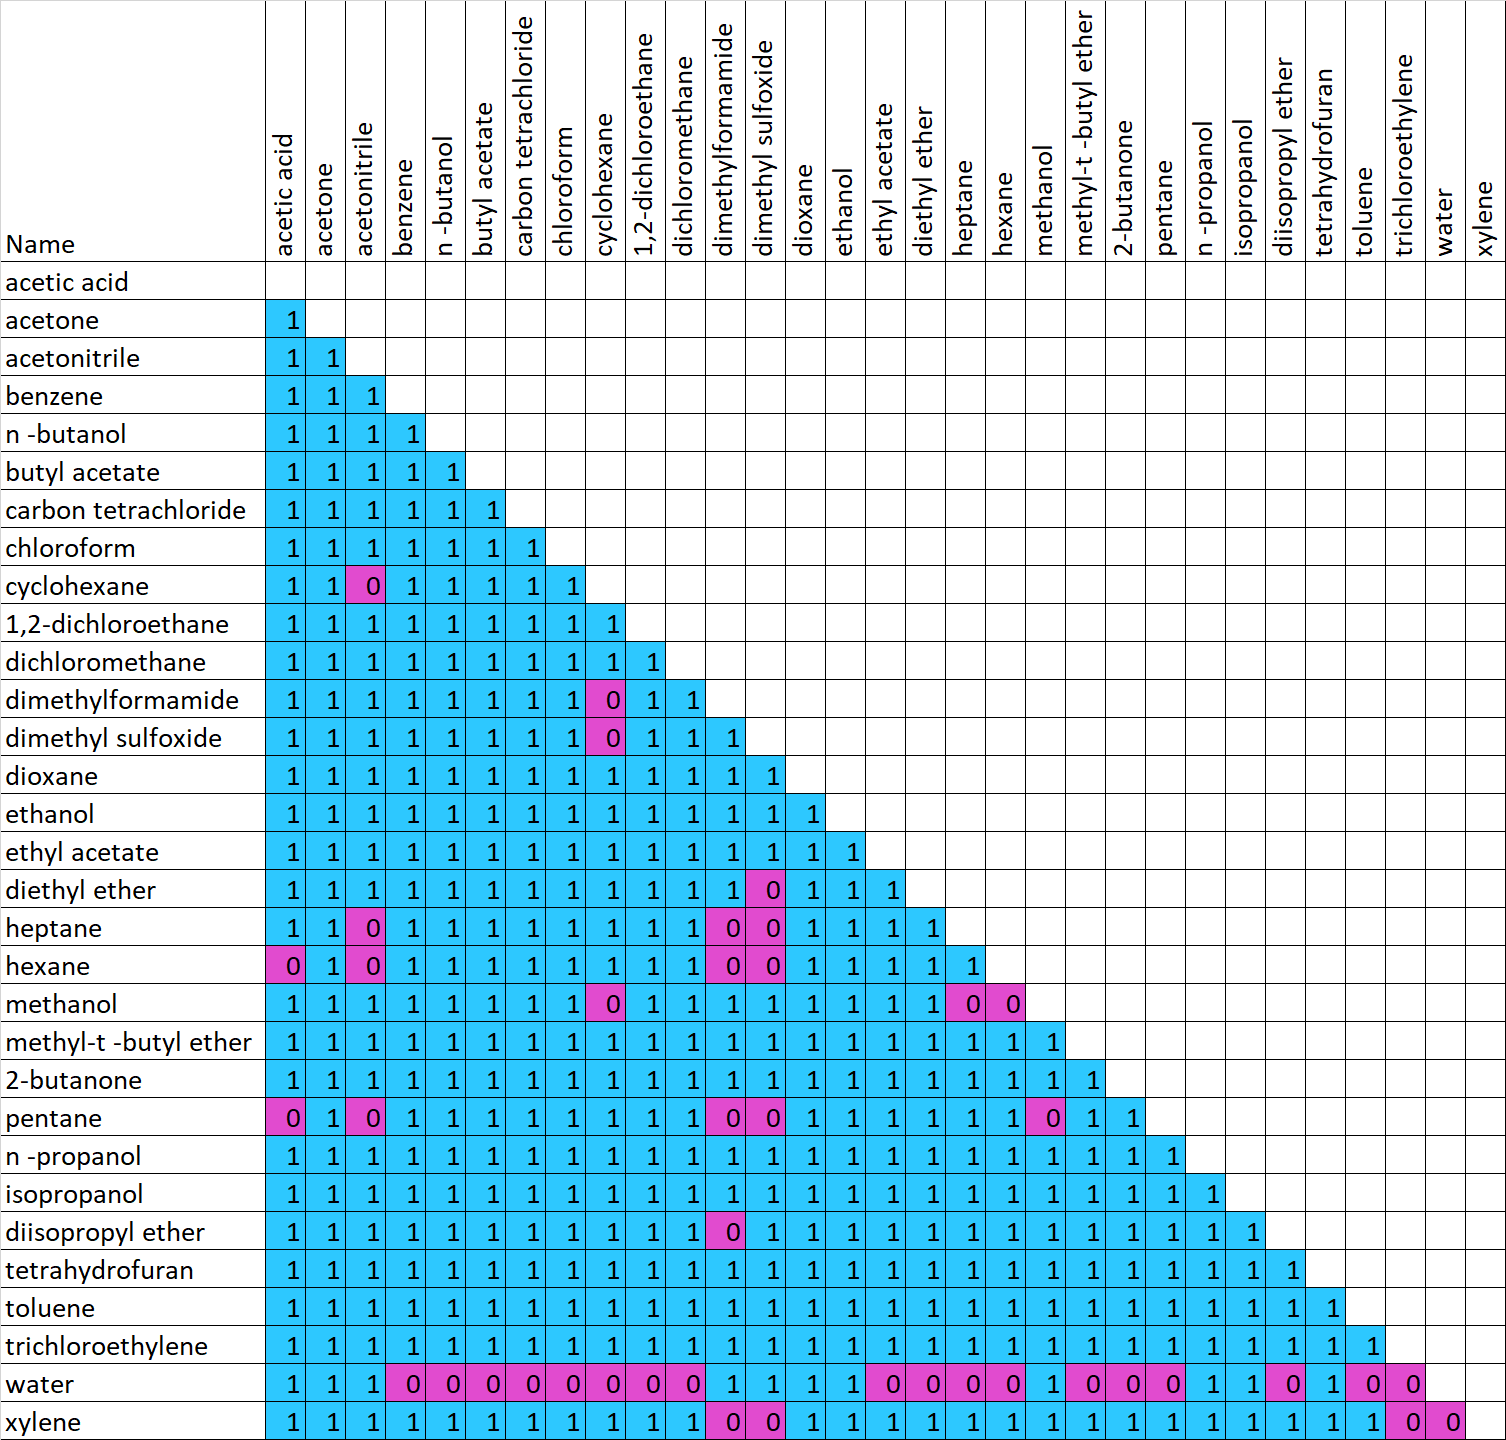 Name acetic acid acetone acetonitrile benzene n -butanol butyl acetate carbon tetrachloride chloroform cyclohexane 1,2-dichloroethane dichloromethane dimethylformamide dimethyl sulfoxide dioxane ethanol ethyl acetate diethyl ether heptane hexane methanol methyl-t -butyl ether 2-butanone pentane n -propanol isopropanol diisopropyl ether tetrahydrofuran toluene trichloroethylene water xylene
acetic acid
acetone 1
acetonitrile 1 1
benzene 1 1 1
n -butanol 1 1 1 1
butyl acetate 1 1 1 1 1
carbon tetrachloride 1 1 1 1 1 1
chloroform 1 1 1 1 1 1 1
cyclohexane 1 1 0 1 1 1 1 1
1,2-dichloroethane 1 1 1 1 1 1 1 1 1
dichloromethane 1 1 1 1 1 1 1 1 1 1
dimethylformamide 1 1 1 1 1 1 1 1 0 1 1
dimethyl sulfoxide 1 1 1 1 1 1 1 1 0 1 1 1
dioxane 1 1 1 1 1 1 1 1 1 1 1 1 1
ethanol 1 1 1 1 1 1 1 1 1 1 1 1 1 1
ethyl acetate 1 1 1 1 1 1 1 1 1 1 1 1 1 1 1
diethyl ether 1 1 1 1 1 1 1 1 1 1 1 1 0 1 1 1
heptane 1 1 0 1 1 1 1 1 1 1 1 0 0 1 1 1 1
hexane 0 1 0 1 1 1 1 1 1 1 1 0 0 1 1 1 1 1
methanol 1 1 1 1 1 1 1 1 0 1 1 1 1 1 1 1 1 0 0
methyl-t -butyl ether 1 1 1 1 1 1 1 1 1 1 1 1 1 1 1 1 1 1 1 1
2-butanone 1 1 1 1 1 1 1 1 1 1 1 1 1 1 1 1 1 1 1 1 1
pentane 0 1 0 1 1 1 1 1 1 1 1 0 0 1 1 1 1 1 1 0 1 1
n -propanol 1 1 1 1 1 1 1 1 1 1 1 1 1 1 1 1 1 1 1 1 1 1 1
isopropanol 1 1 1 1 1 1 1 1 1 1 1 1 1 1 1 1 1 1 1 1 1 1 1 1
diisopropyl ether 1 1 1 1 1 1 1 1 1 1 1 0 1 1 1 1 1 1 1 1 1 1 1 1 1
tetrahydrofuran 1 1 1 1 1 1 1 1 1 1 1 1 1 1 1 1 1 1 1 1 1 1 1 1 1 1
toluene 1 1 1 1 1 1 1 1 1 1 1 1 1 1 1 1 1 1 1 1 1 1 1 1 1 1 1
trichloroethylene 1 1 1 1 1 1 1 1 1 1 1 1 1 1 1 1 1 1 1 1 1 1 1 1 1 1 1 1
water 1 1 1 0 0 0 0 0 0 0 0 1 1 1 1 0 0 0 0 1 0 0 0 1 1 0 1 0 0
xylene 1 1 1 1 1 1 1 1 1 1 1 0 0 1 1 1 1 1 1 1 1 1 1 1 1 1 1 1 0 0